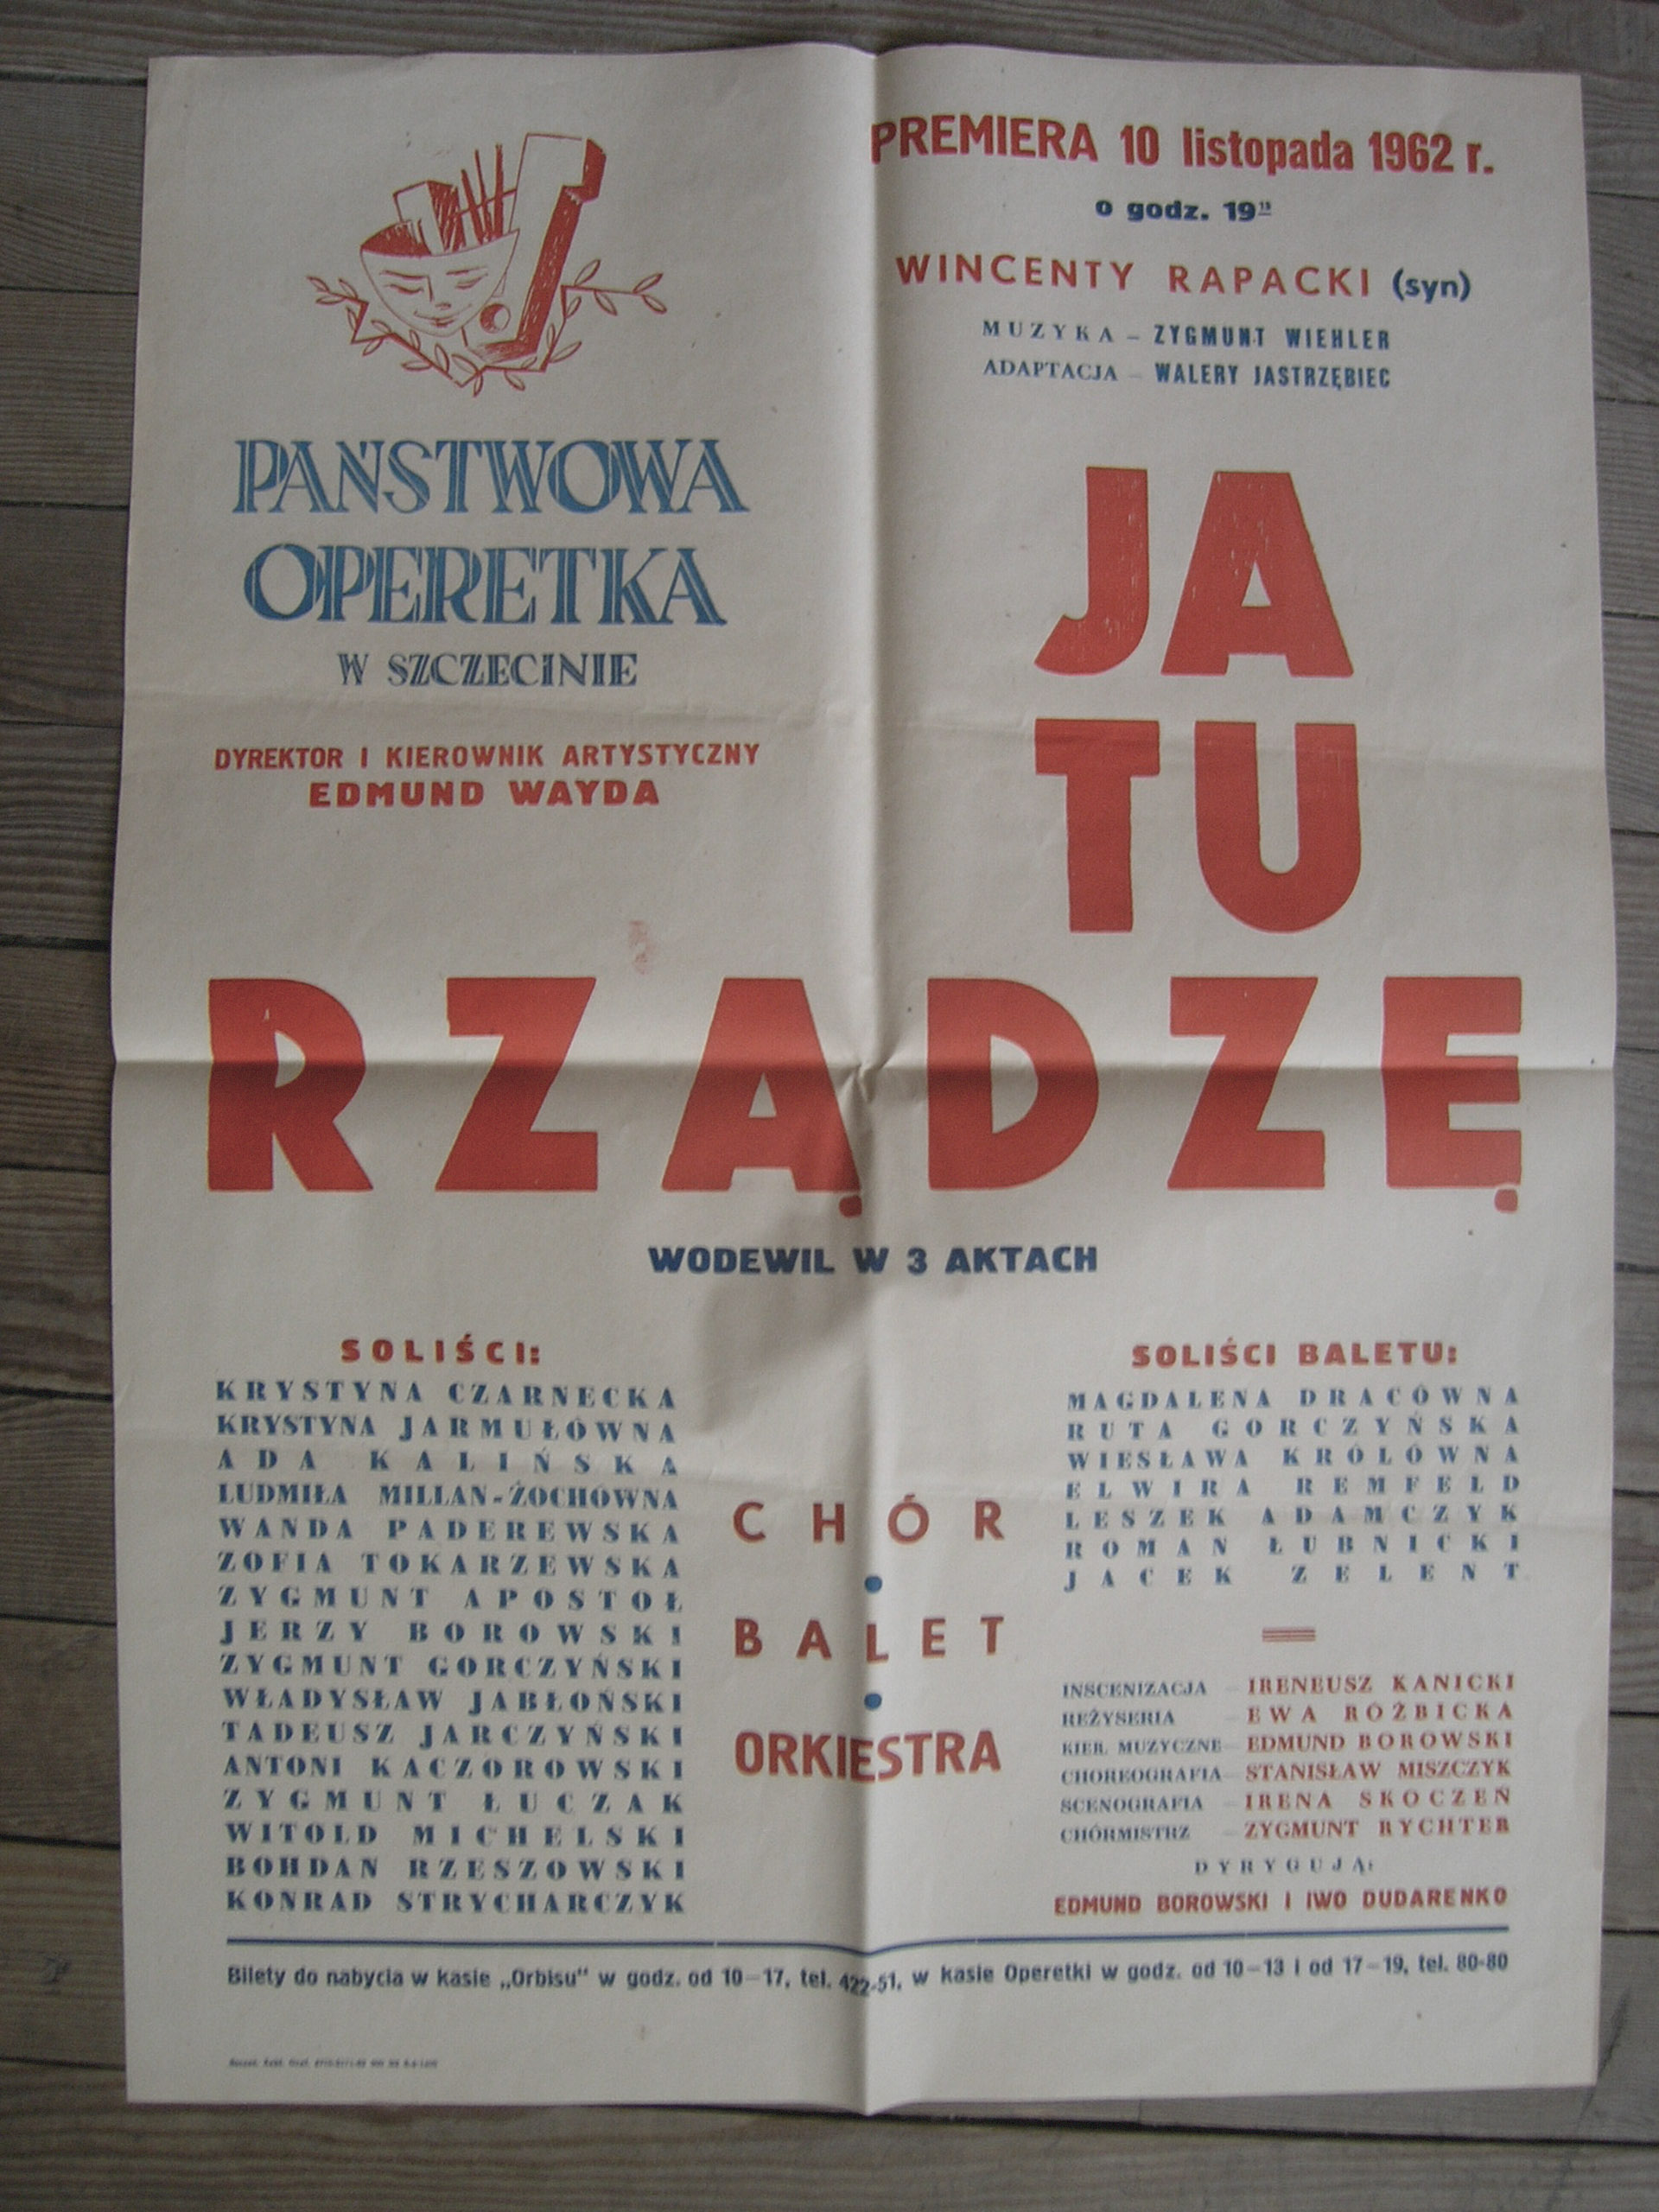 PREMIERA 10 listopada 1962 r.
o godz. 19¹⁵
WINCENTY RAPACKI (syn)
MUZYKA – ZYGMUNT WIEHLER
ADAPTACJA – WALERY JASTRZĘBIEC
PAŃSTWOWA
OPERETKA
W SZCZECINIE
DYREKTOR I KIEROWNIK ARTYSTYCZNY
EDMUND WAYDA
JA
TU
RZĄDZĘ
WODEWIL W 3 AKTACH
SOLIŚCI:
KRYSTYNA CZARNECKA
KRYSTYNA JARMUŁÓWNA
ADA KALIŃSKA
LUDMIŁA MILLAN-ŻOCHÓWNA
WANDA PADEREWSKA
ZOFIA TOKARZEWSKA
ZYGMUNT APOSTOŁ
JERZY BOROWSKI
ZYGMUNT GORCZYŃSKI
WŁADYSŁAW JABŁOŃSKI
TADEUSZ JARCZYŃSKI
ANTONI KACZOROWSKI
ZYGMUNT ŁUCZAK
WITOLD MICHELSKI
BOHDAN RZESZOWSKI
KONRAD STRYCHARCZYK
CHÓR
BALET
ORKIESTRA
SOLIŚCI BALETU:
MAGDALENA DRACÓWNA
RUTA GORCZYŃSKA
WIESŁAWA KRÓLÓWNA
ELWIRA REMFELD
LESZEK ADAMCZYK
ROMAN ŁUBNICKI
JACEK ZELENT
INSCENIZACJA – IRENEUSZ KANICKI
REŻYSERIA – EWA RÓŻBICKA
KIER. MUZYCZNE – EDMUND BOROWSKI
CHOREOGRAFIA – STANISŁAW MISZCZYK
SCENOGRAFIA – IRENA SKOCZEŃ
CHÓRMISTRZ – ZYGMUNT RYCHTER
DYRYGUJĄ:
EDMUND BOROWSKI I IWO DUDARENKO
Bilety do nabycia w kasie „Orbisu" w godz. od 10–17, tel. 422-51, w kasie Operetki w godz. od 10–13 i od 17–19, tel. 80-80